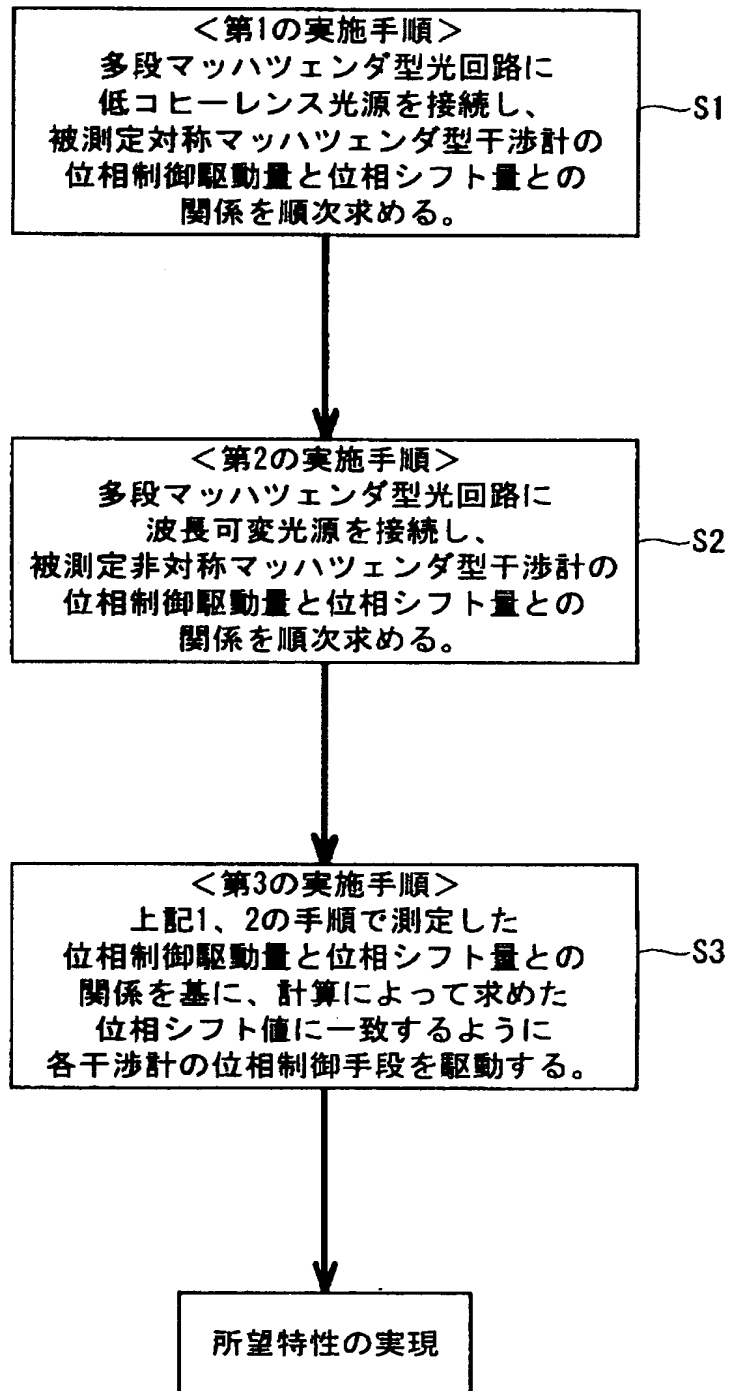 ＜第1の実施手順＞
多段マッハツェンダ型光回路に
低コヒーレンス光源を接続し、
被測定対称マッハツェンダ型干渉計の
位相制御駆動量と位相シフト量との
関係を順次求める。
S1
＜第2の実施手順＞
多段マッハツェンダ型光回路に
波長可変光源を接続し、
被測定非対称マッハツェンダ型干渉計の
位相制御駆動量と位相シフト量との
関係を順次求める。
S2
＜第3の実施手順＞
上記1、2の手順で測定した
位相制御駆動量と位相シフト量との
関係を基に、計算によって求めた
位相シフト値に一致するように
各干渉計の位相制御手段を駆動する。
S3
所望特性の実現